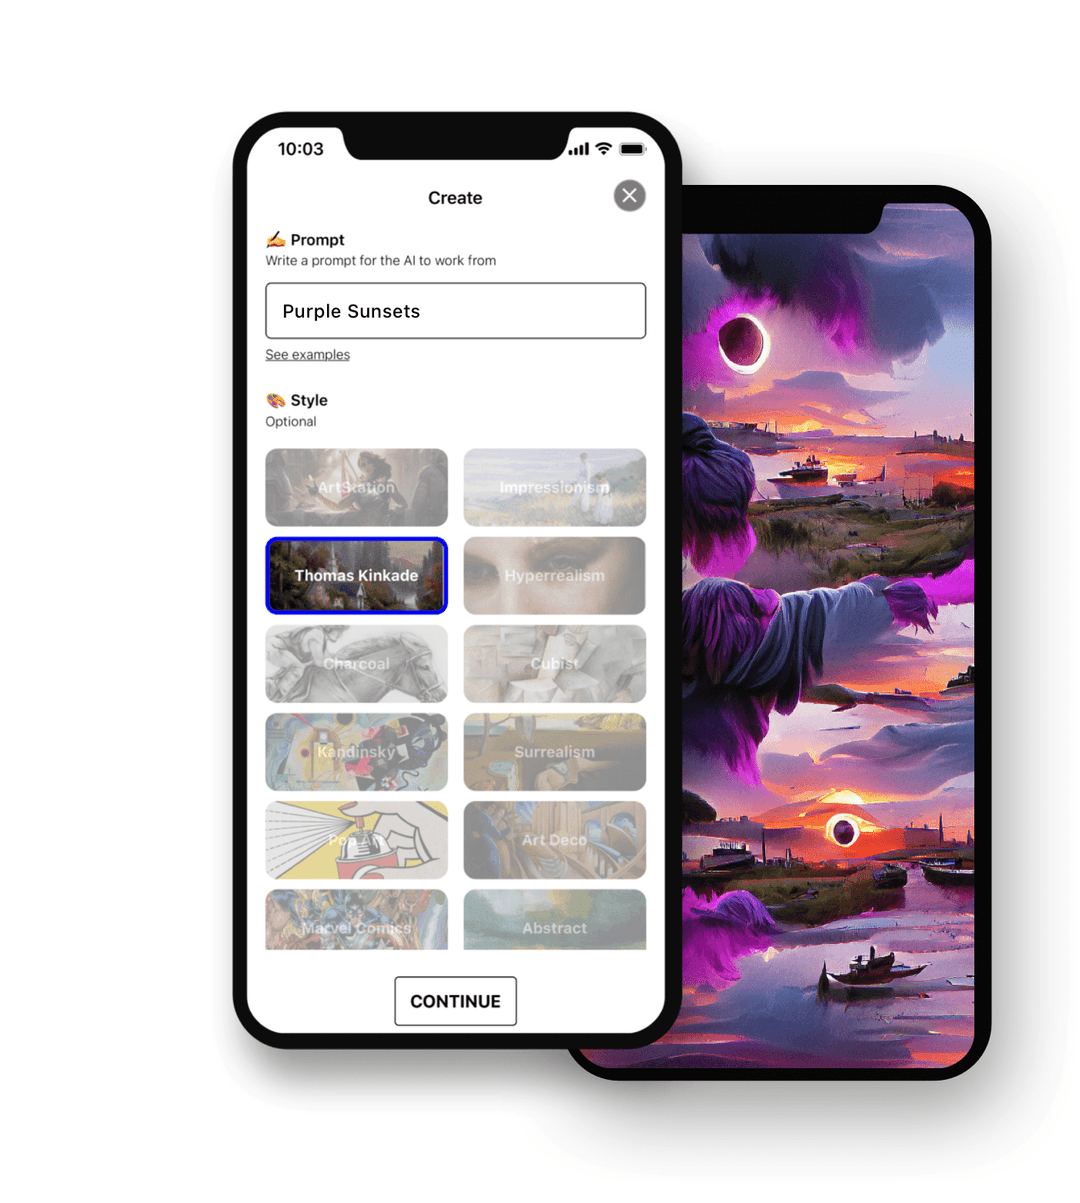 10:03
Create
Prompt
Write a prompt for the AI to work from
Purple Sunsets
See examples
Style
Optional
ArtStation
Impressionism
Thomas Kinkade
Hyperrealism
Charcoal
Cubist
Kandinsky
Surrealism
Pop Art
Art Deco
Marvel Comics
Abstract
CONTINUE